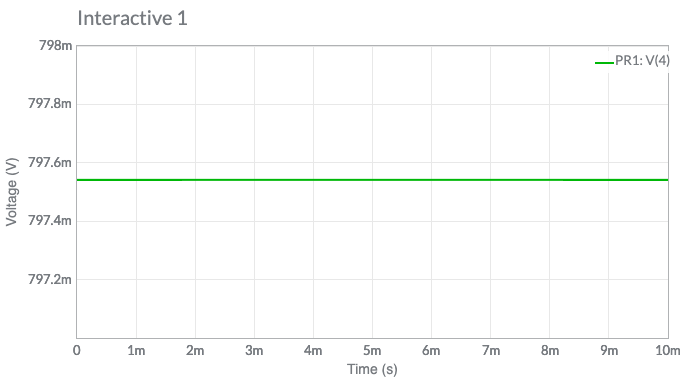 Interactive 1
798m
PR1: V(4)
797.8m
797.6m
797.4m
797.2m
Voltage (V)
0 1m 2m 3m 4m 5m 6m 7m 8m 9m 10m
Time (s)